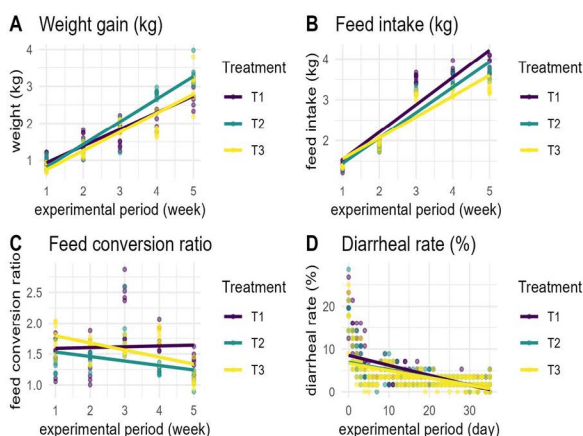 A Weight gain (kg)
weight (kg)
4
3
2
1
1 2 3 4 5
experimental period (week)
Treatment
T1
T2
T3
B Feed intake (kg)
feed intake (kg)
4
2
1 2 3 4 5
experimental period (week)
Treatment
T1
T2
T3
C Feed conversion ratio
feed conversion ratio
2.5
2.0
1.5
1.0
1 2 3 4 5
experimental period (week)
Treatment
T1
T2
T3
D Diarrheal rate (%)
diarrheal rate (%)
20
10
0
0 10 20 30
experimental period (day)
Treatment
T1
T2
T3